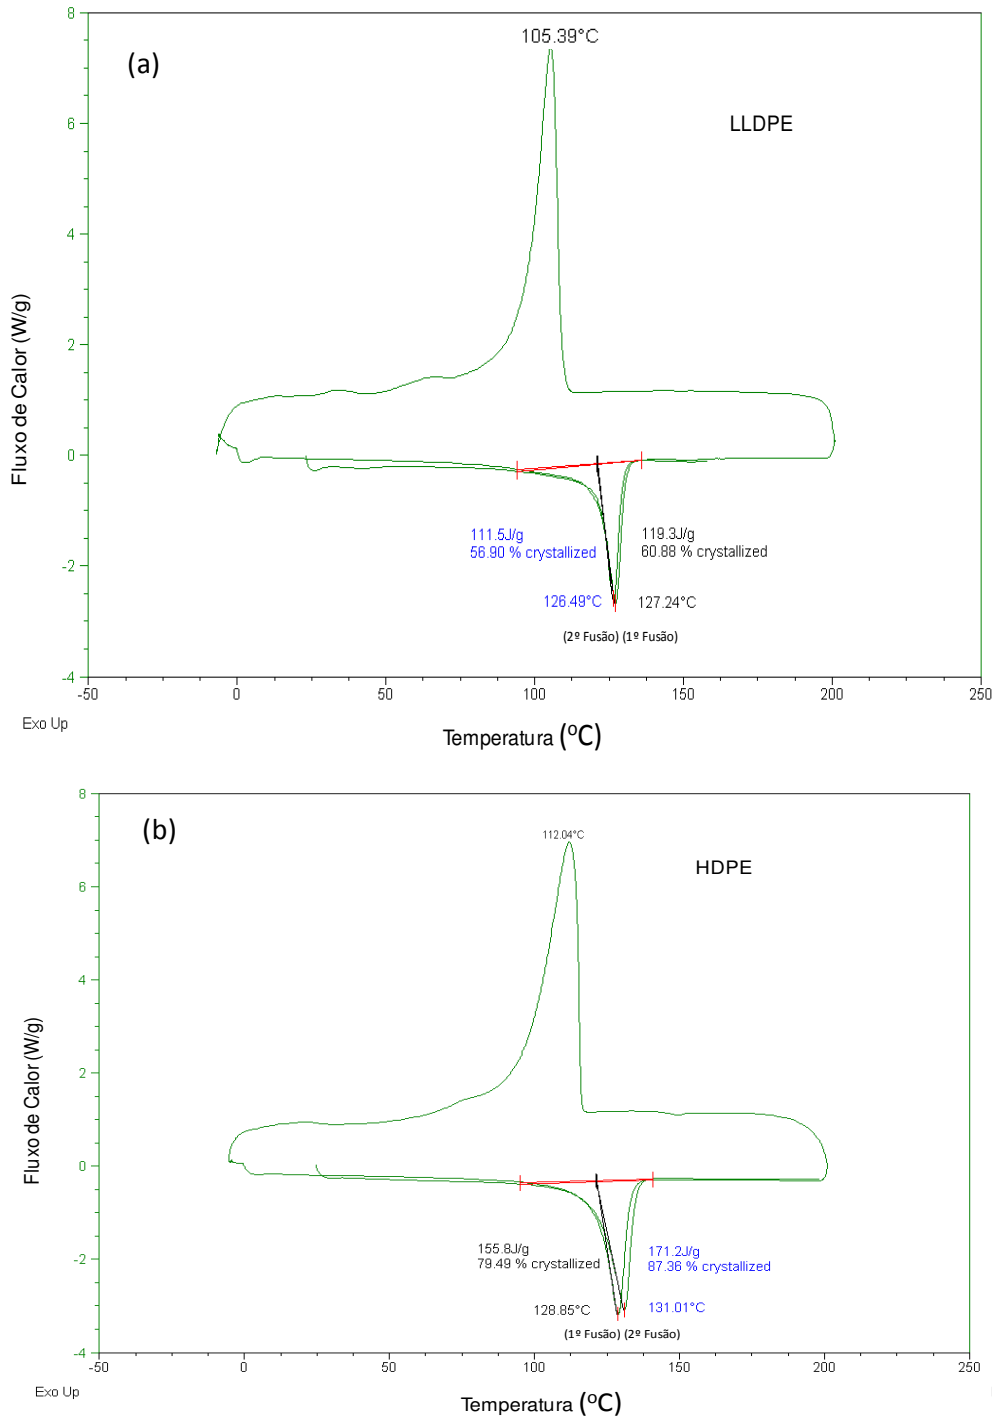 8
105.39°C
(a)
6
LLDPE
4
Fluxo de Calor (W/g)
2
0
111.5J/g
56.90 % crystallized
119.3J/g
60.88 % crystallized
-2
126.49°C
127.24°C
(2º Fusão) (1º Fusão)
-4
-50 0 50 100 150 200 250
Exo Up
Temperatura (ºC)
8
(b)
112.04°C
HDPE
6
4
Fluxo de Calor (W/g)
2
0
155.8J/g
79.49 % crystallized
171.2J/g
87.36 % crystallized
-2
128.85°C
131.01°C
(1º Fusão) (2º Fusão)
-4
-50 0 50 100 150 200 250
Exo Up
Temperatura (ºC)